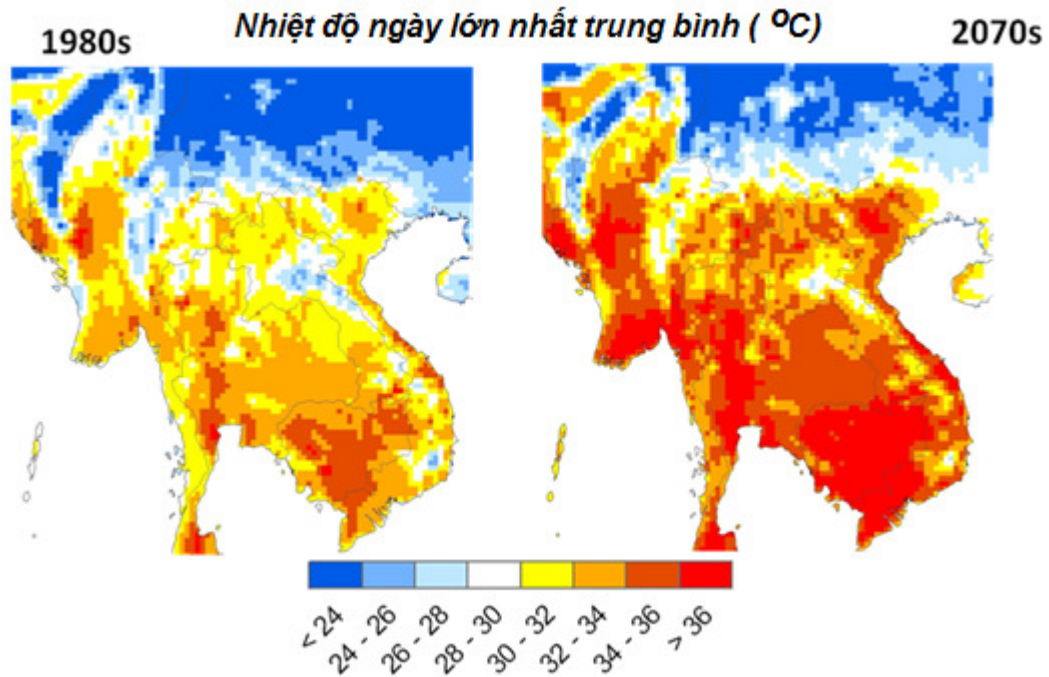 Nhiệt độ ngày lớn nhất trung bình ( ⁰C)
1980s
2070s
< 24
24 - 26
26 - 28
28 - 30
30 - 32
32 - 34
34 - 36
> 36